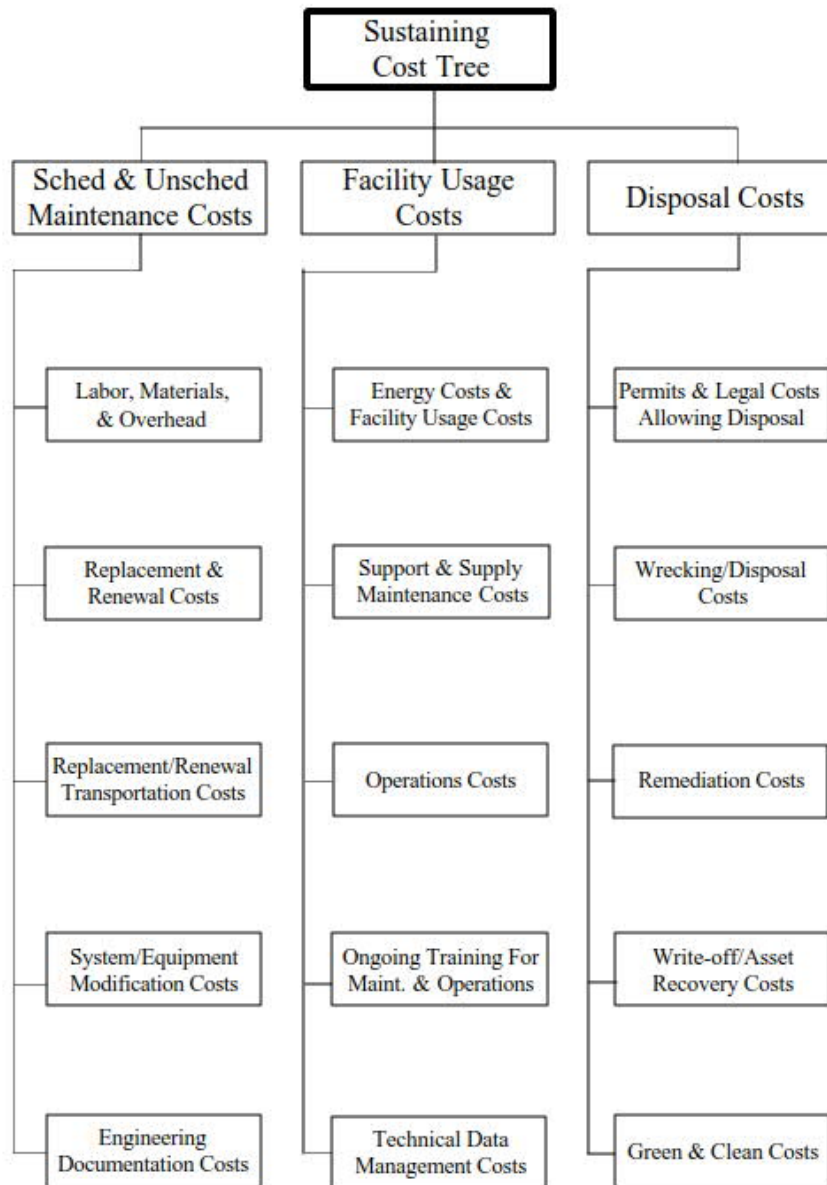 Sustaining
Cost Tree
Sched & Unsched
Maintenance Costs
Facility Usage
Costs
Disposal Costs
Labor, Materials,
& Overhead
Energy Costs &
Facility Usage Costs
Permits & Legal Costs
Allowing Disposal
Replacement &
Renewal Costs
Support & Supply
Maintenance Costs
Wrecking/Disposal
Costs
Replacement/Renewal
Transportation Costs
Operations Costs
Remediation Costs
System/Equipment
Modification Costs
Ongoing Training For
Maint. & Operations
Write-off/Asset
Recovery Costs
Engineering
Documentation Costs
Technical Data
Management Costs
Green & Clean Costs